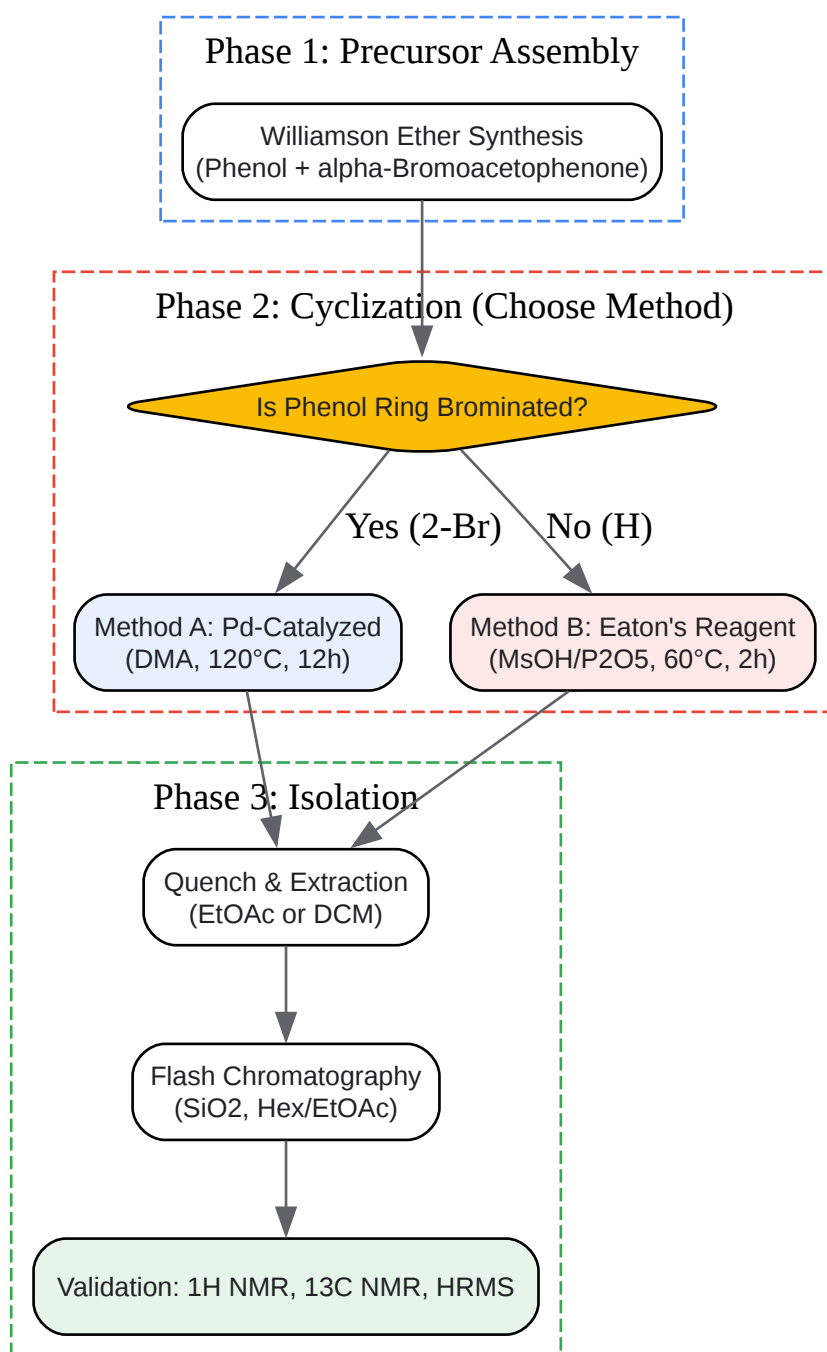 Phase 1: Precursor Assembly
Williamson Ether Synthesis
(Phenol + alpha-Bromoacetophenone)
Phase 2: Cyclization (Choose Method)
Is Phenol Ring Brominated?
Yes (2-Br)
No (H)
Method A: Pd-Catalyzed
(DMA, 120°C, 12h)
Method B: Eaton's Reagent
(MsOH/P2O5, 60°C, 2h)
Phase 3: Isolation
Quench & Extraction
(EtOAc or DCM)
Flash Chromatography
(SiO2, Hex/EtOAc)
Validation: 1H NMR, 13C NMR, HRMS